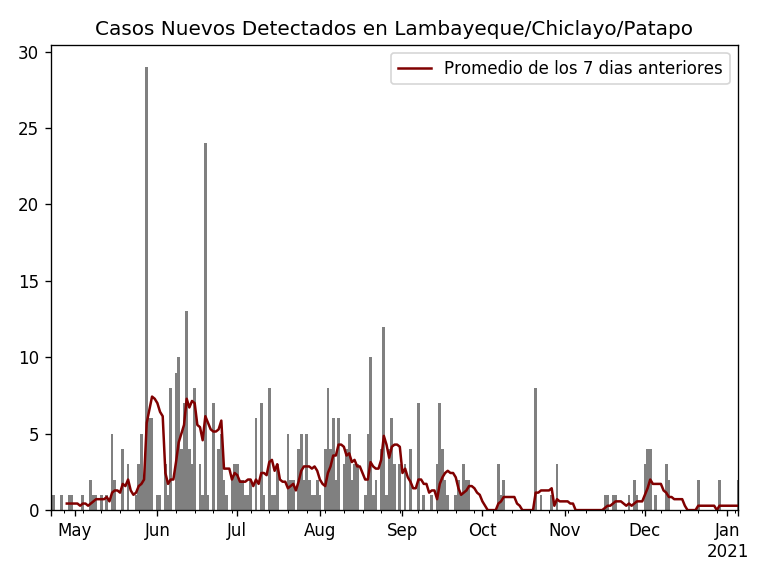 Casos Nuevos Detectados en Lambayeque/Chiclayo/Patapo
Promedio de los 7 dias anteriores
30
25
20
15
10
5
0
May Jun Jul Aug Sep Oct Nov Dec Jan
2021